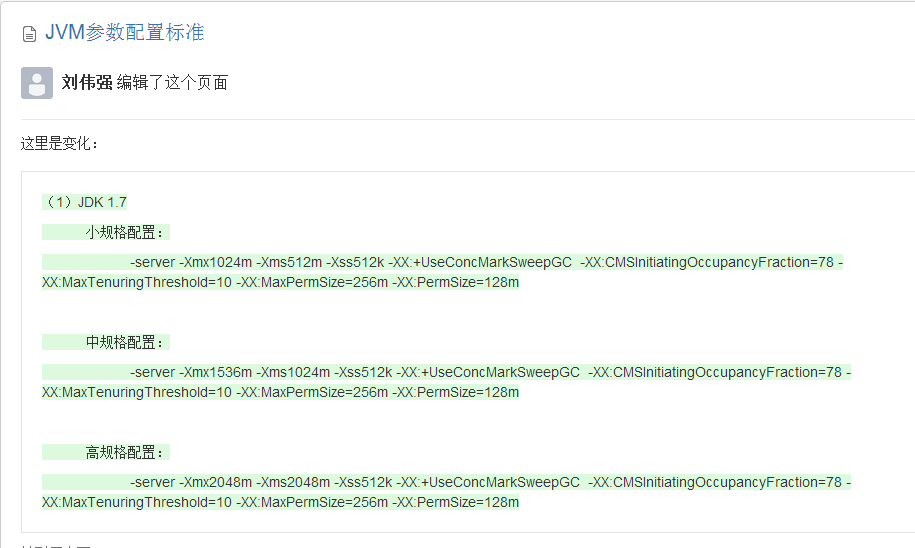 JVM参数配置标准
刘伟强 编辑了这个页面
这里是变化：
（1）JDK 1.7
小规格配置：
-server -Xmx1024m -Xms512m -Xss512k -XX:+UseConcMarkSweepGC  -XX:CMSInitiatingOccupancyFraction=78 -
XX:MaxTenuringThreshold=10 -XX:MaxPermSize=256m -XX:PermSize=128m
中规格配置：
-server -Xmx1536m -Xms1024m -Xss512k -XX:+UseConcMarkSweepGC  -XX:CMSInitiatingOccupancyFraction=78 -
XX:MaxTenuringThreshold=10 -XX:MaxPermSize=256m -XX:PermSize=128m
高规格配置：
-server -Xmx2048m -Xms2048m -Xss512k -XX:+UseConcMarkSweepGC  -XX:CMSInitiatingOccupancyFraction=78 -
XX:MaxTenuringThreshold=10 -XX:MaxPermSize=256m -XX:PermSize=128m